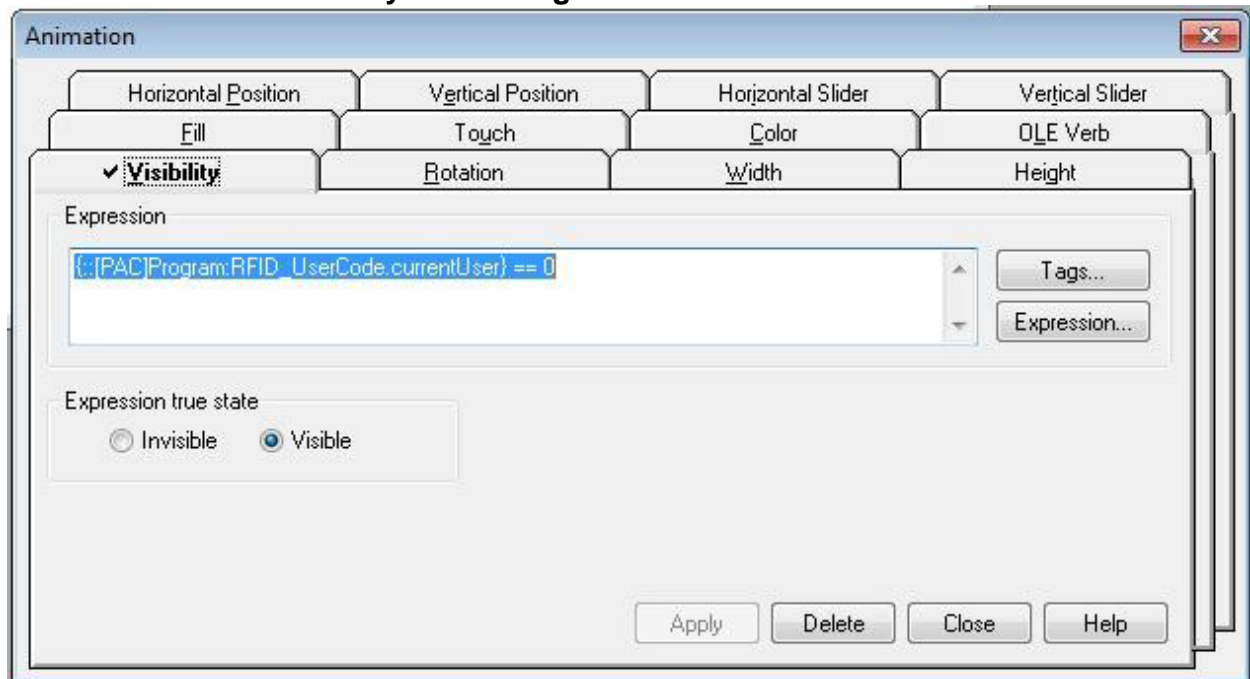 Animation
Horizontal Position Vertical Position Horizontal Slider Vertical Slider
Fill Touch Color OLE Verb
✓ Visibility Rotation Width Height
Expression
{::[PAC]Program:RFID_UserCode.currentUser} == 0
Tags...
Expression...
Expression true state
Invisible Visible
Apply Delete Close Help